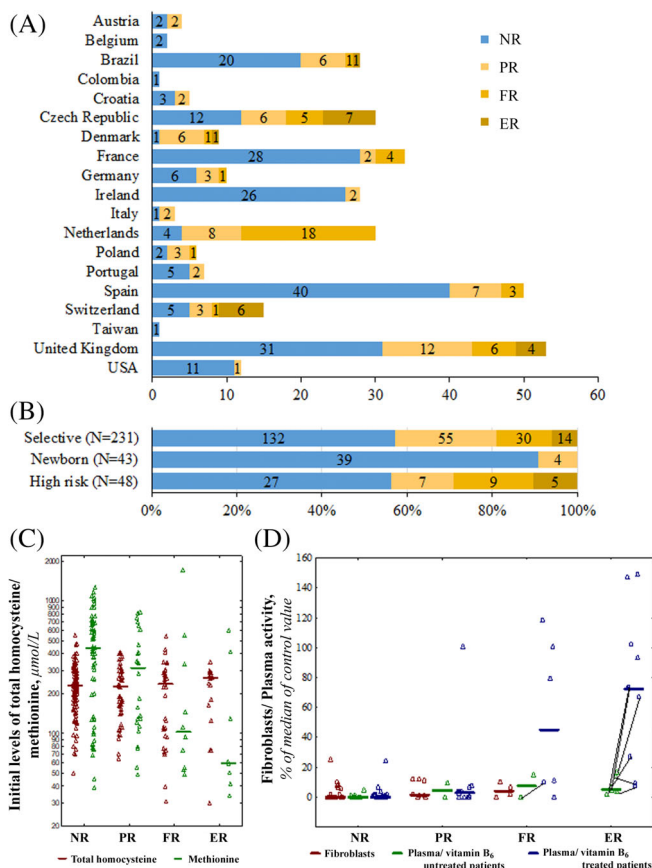 (A)
Austria 2 2
Belgium 2
Brazil 20 6 1 1
Colombia 1
Croatia 3 2
Czech Republic 12 6 5 7
Denmark 1 6 1 1
France 28 2 4
Germany 6 3 1
Ireland 26 2
Italy 1 2
Netherlands 4 8 18
Poland 2 3 1
Portugal 5 2
Spain 40 7 3
Switzerland 5 3 1 6
Taiwan 1
United Kingdom 31 12 6 4
USA 11 1
0 10 20 30 40 50 60
NR
PR
FR
ER
(B)
Selective (N=231) 132 55 30 14
Newborn (N=43) 39 4
High risk (N=48) 27 7 9 5
0% 20% 40% 60% 80% 100%
(C)
Initial levels of total homocysteine/
methionine, μmol/L
2000
1000
900
800
700
600
500
400
300
200
100
90
80
70
60
50
40
30
20
NR PR FR ER
Total homocysteine Methionine
(D)
Fibroblasts/ Plasma activity,
% of median of control value
160
140
120
100
80
60
40
20
0
NR PR FR ER
Fibroblasts Plasma/ vitamin B6 untreated patients Plasma/ vitamin B6 treated patients